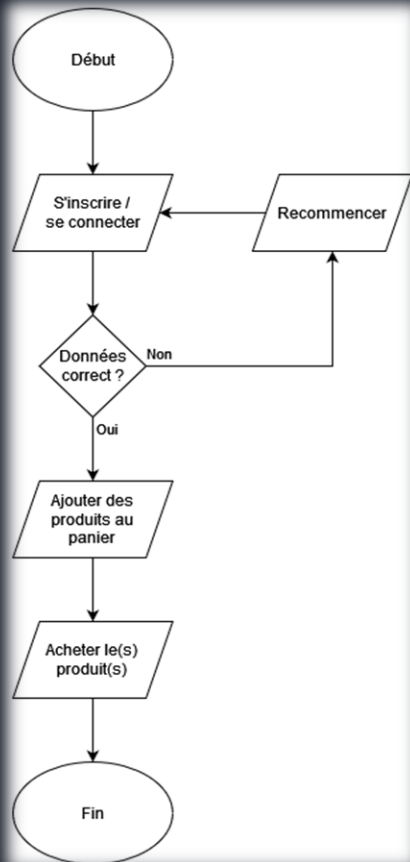 Début
S'inscrire /
se connecter
Recommencer
Données
correct ?
Non
Oui
Ajouter des
produits au
panier
Acheter le(s)
produit(s)
Fin